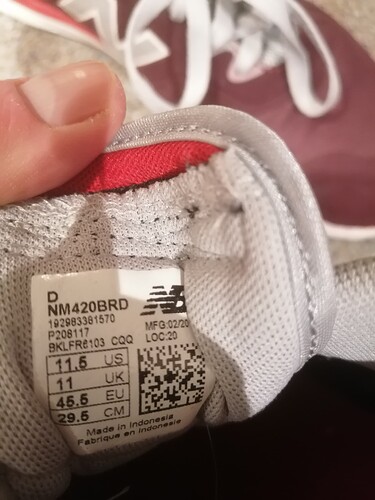 D
NM420BRD
192983381570
P208117
BKLFR6103 CQQ
NB
MFG:02/20
LOC:20
11.5 US
11 UK
45.5 EU
29.5 CM
Made in Indonesia
Fabriqué en Indonésie